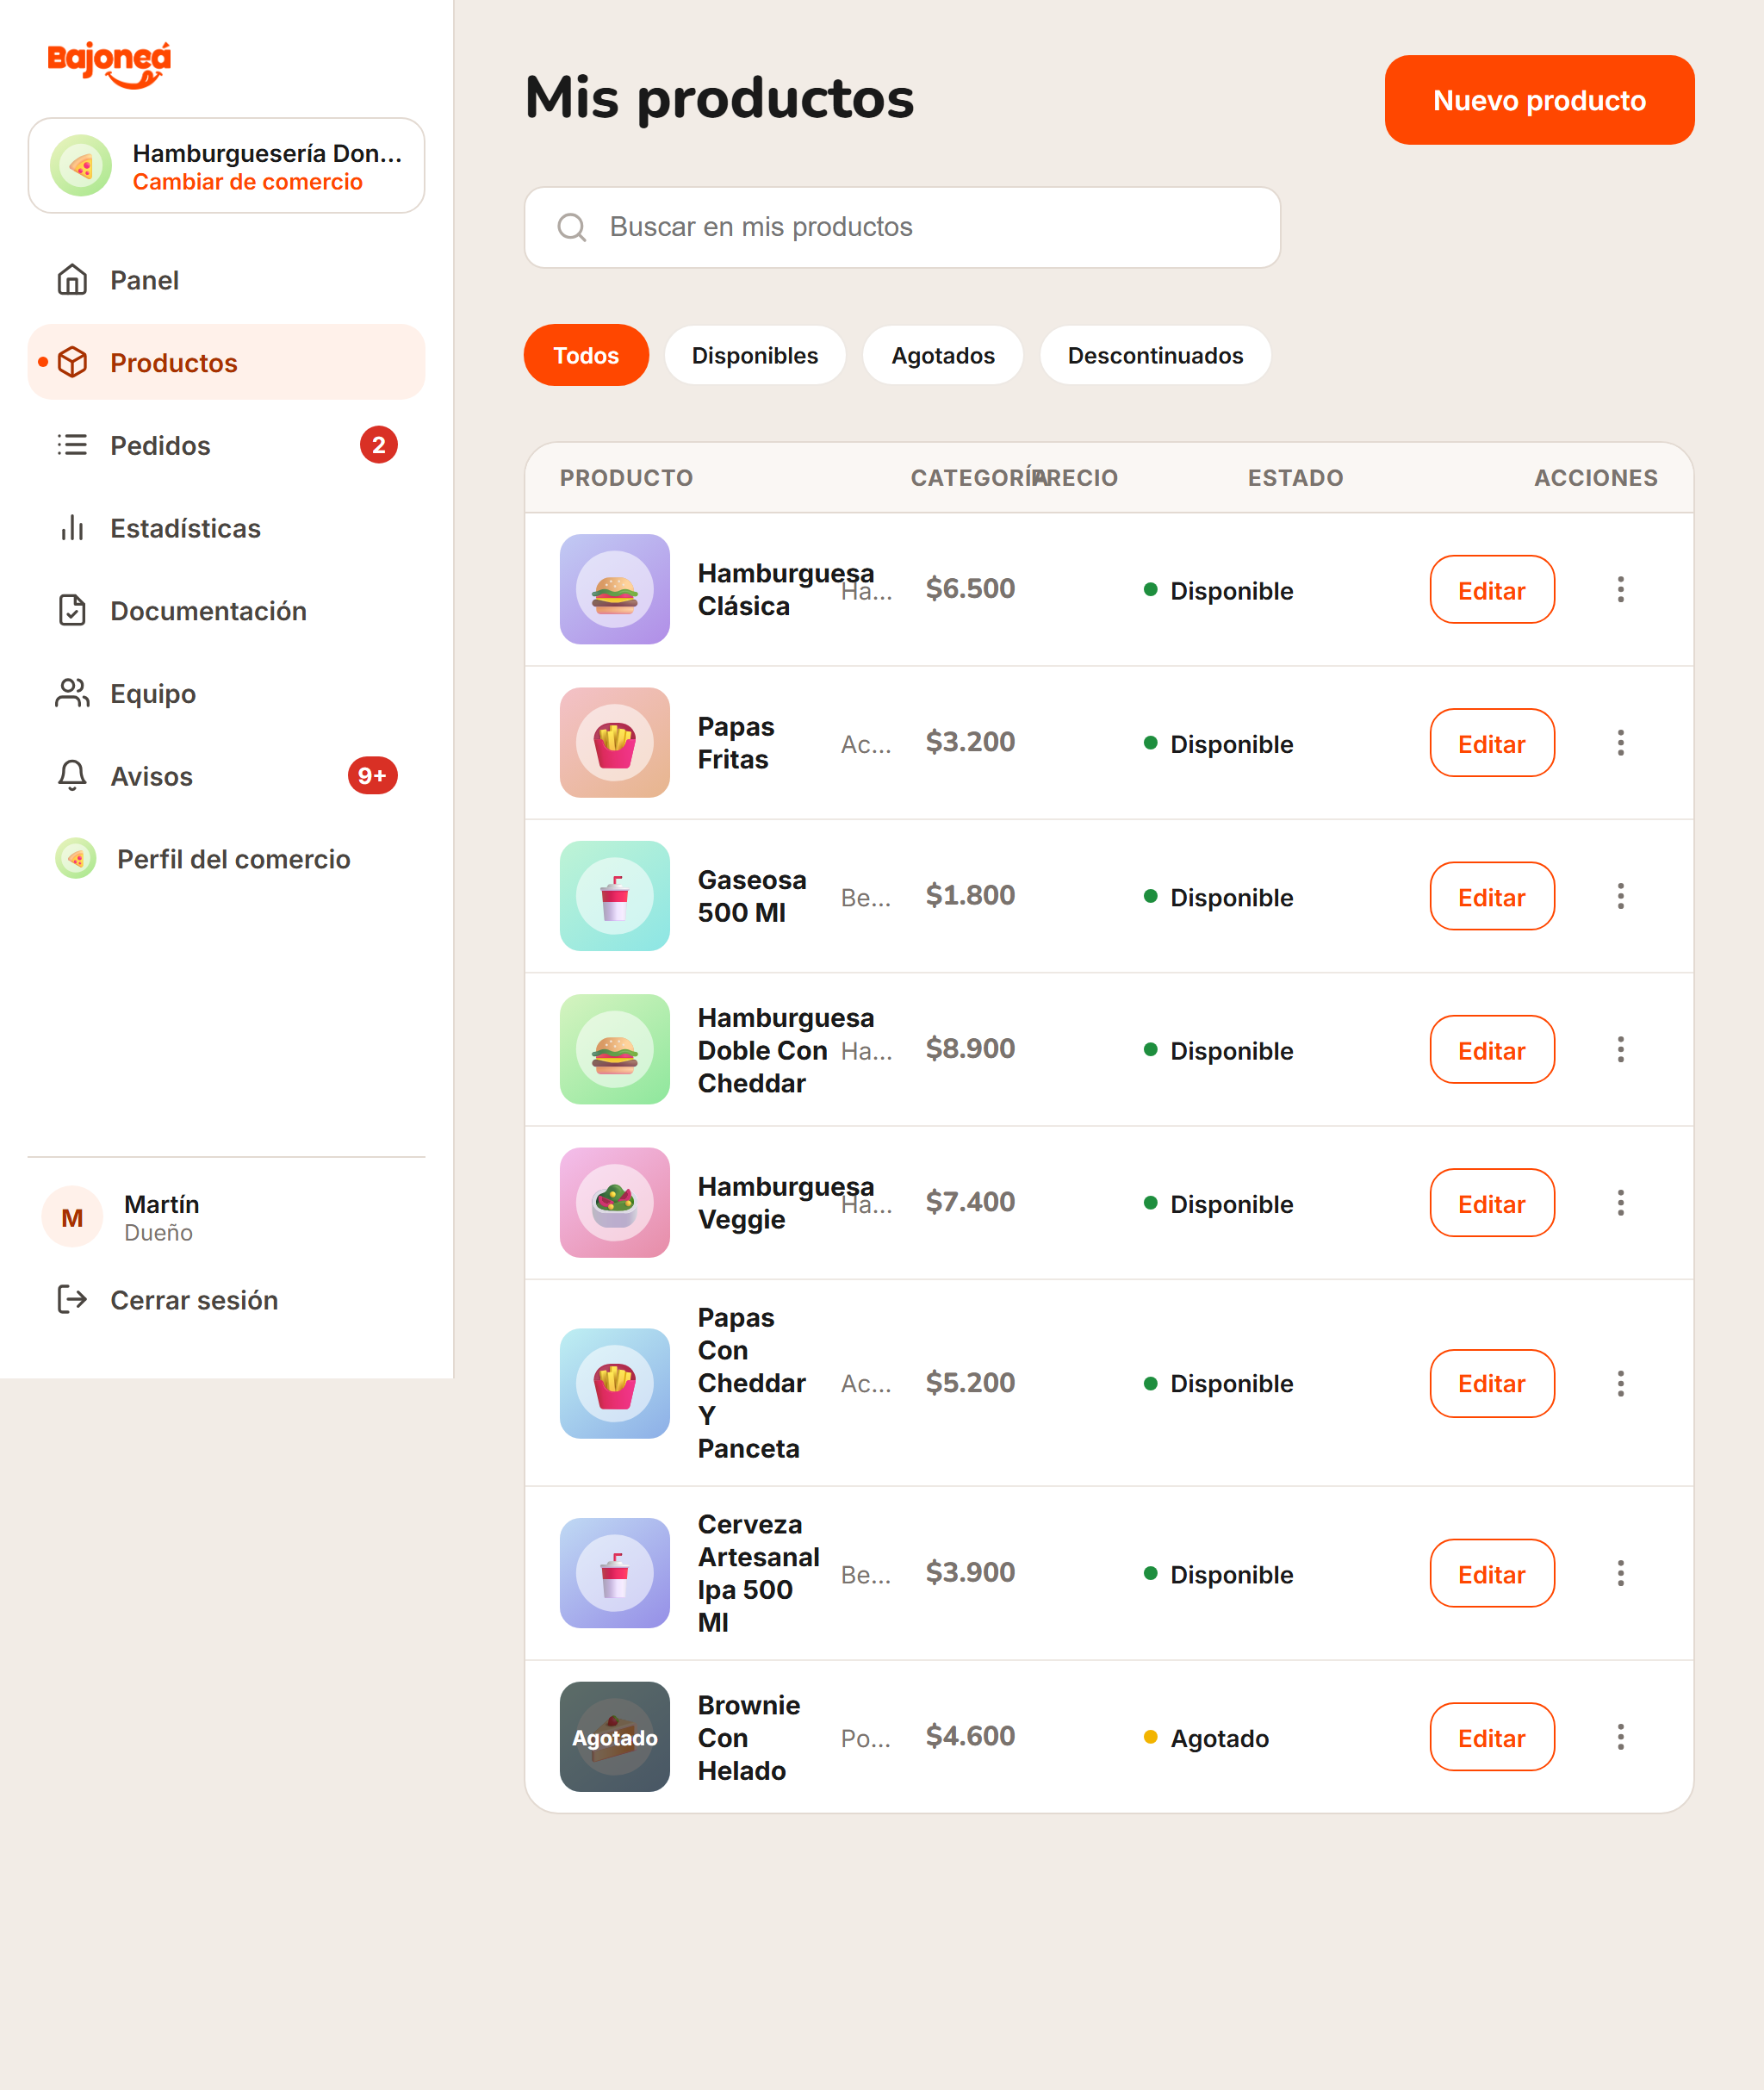 Bajoneá
Hamburguesería Don...
Cambiar de comercio
Panel
Productos
Pedidos
2
Estadísticas
Documentación
Equipo
Avisos
9+
Perfil del comercio
Martín
M
Dueño
Cerrar sesión
Mis productos
Nuevo producto
Buscar en mis productos
Todos
Disponibles
Agotados
Descontinuados
PRODUCTO CATEGORÍA PRECIO ESTADO ACCIONES
Hamburguesa
Clásica
Ha...
$6.500
Disponible
Editar
Papas
Fritas
Ac...
$3.200
Disponible
Editar
Gaseosa
500 Ml
Be...
$1.800
Disponible
Editar
Hamburguesa
Doble Con
Cheddar
Ha...
$8.900
Disponible
Editar
Hamburguesa
Veggie
Ha...
$7.400
Disponible
Editar
Papas
Con
Cheddar
Y
Panceta
Ac...
$5.200
Disponible
Editar
Cerveza
Artesanal
Ipa 500
Ml
Be...
$3.900
Disponible
Editar
Agotado
Brownie
Con
Helado
Po...
$4.600
Agotado
Editar